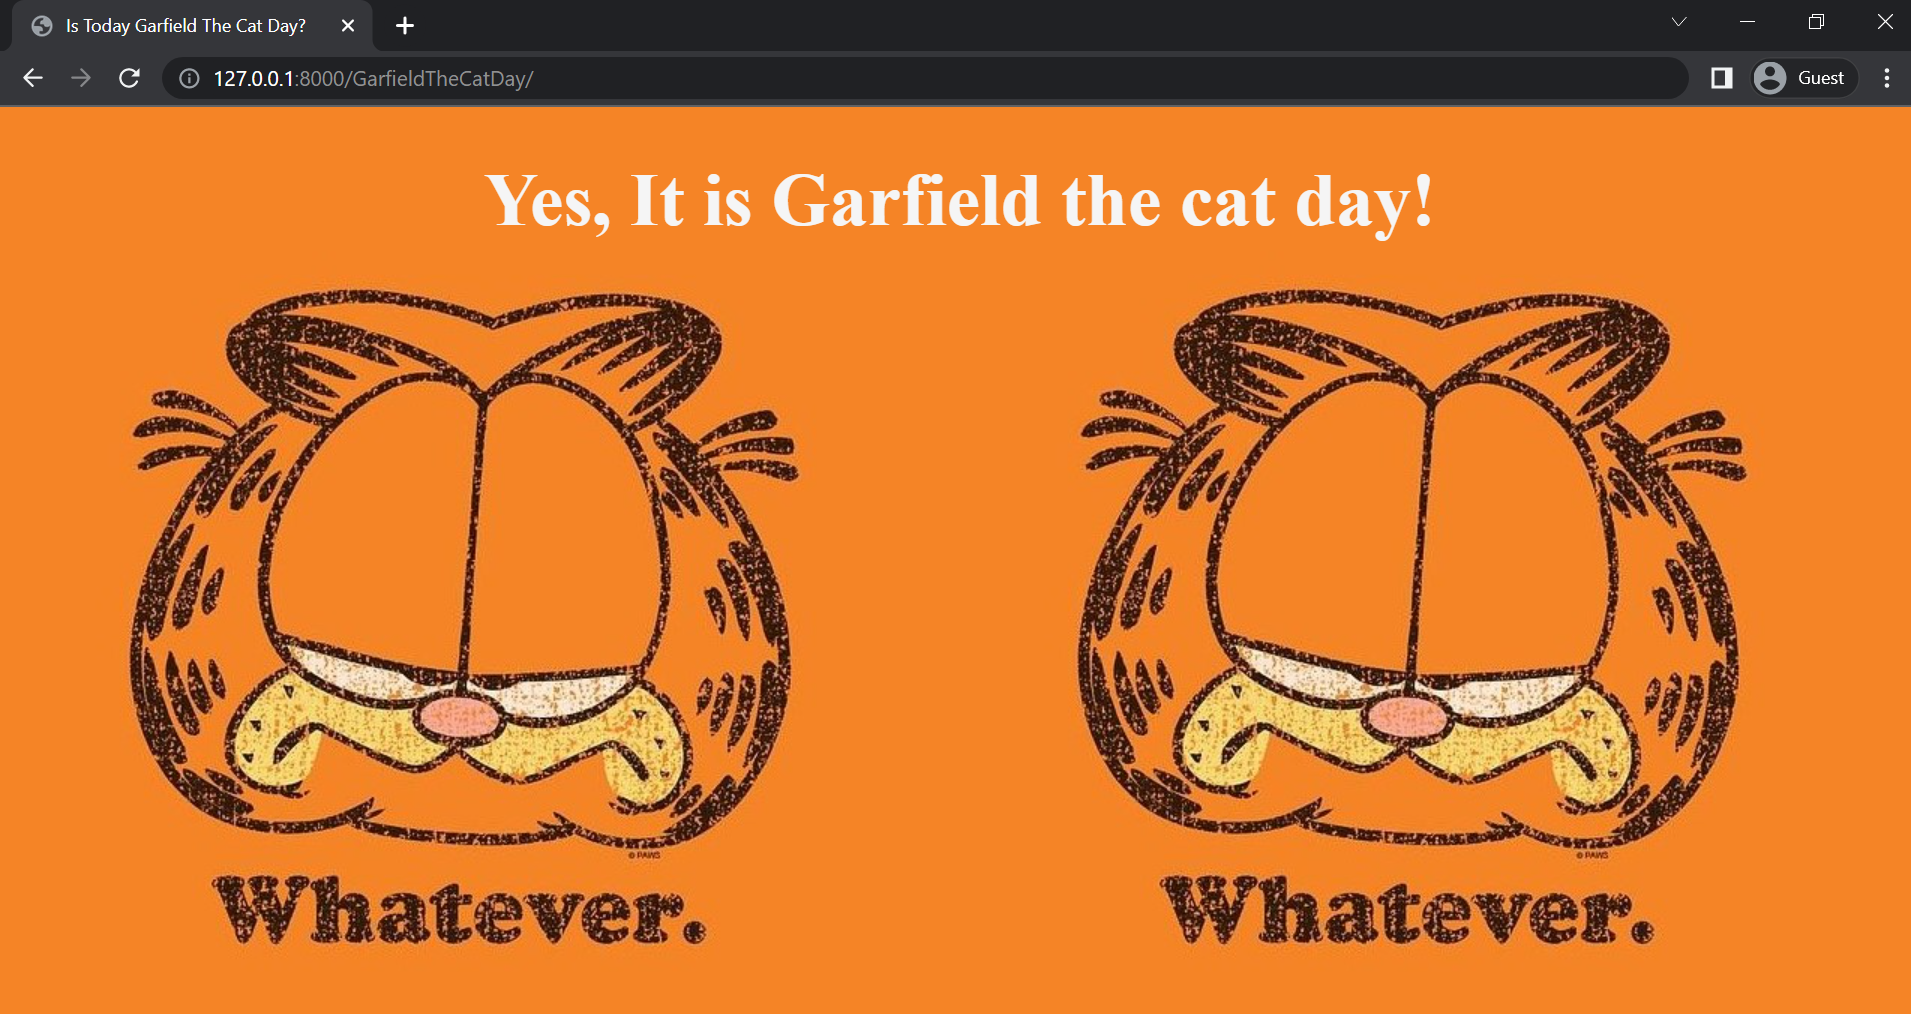 Is Today Garfield The Cat Day?
127.0.0.1:8000/GarfieldTheCatDay/
Guest
Yes, It is Garfield the cat day!
© PAWS
© PAWS
Whatever.
Whatever.